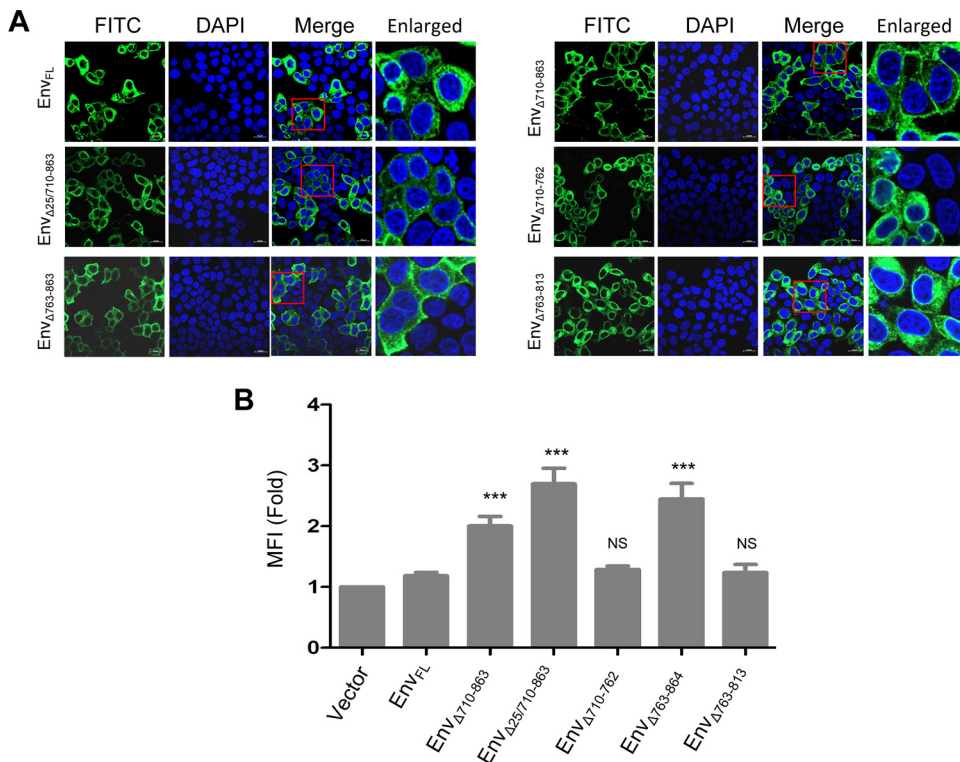 A
FITC DAPI Merge Enlarged
FITC DAPI Merge Enlarged
EnvFL
EnvΔ25/710-863
EnvΔ763-863
EnvΔ710-863
EnvΔ710-762
EnvΔ763-813
B
MFI (Fold)
4
3
2
1
0
***
***
NS
***
NS
Vector
EnvFL
EnvΔ710-863
EnvΔ25/710-863
EnvΔ710-762
EnvΔ763-864
EnvΔ763-813